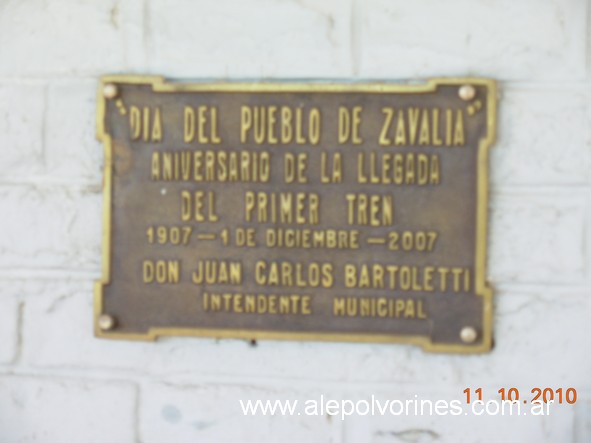 "DIA DEL PUEBLO DE ZAVALIA"
ANIVERSARIO DE LA LLEGADA
DEL PRIMER TREN
1907 — 1 DE DICIEMBRE — 2007
DON JUAN CARLOS BARTOLETTI
INTENDENTE MUNICIPAL
11.10.2010
www.alepolvorines.com.ar